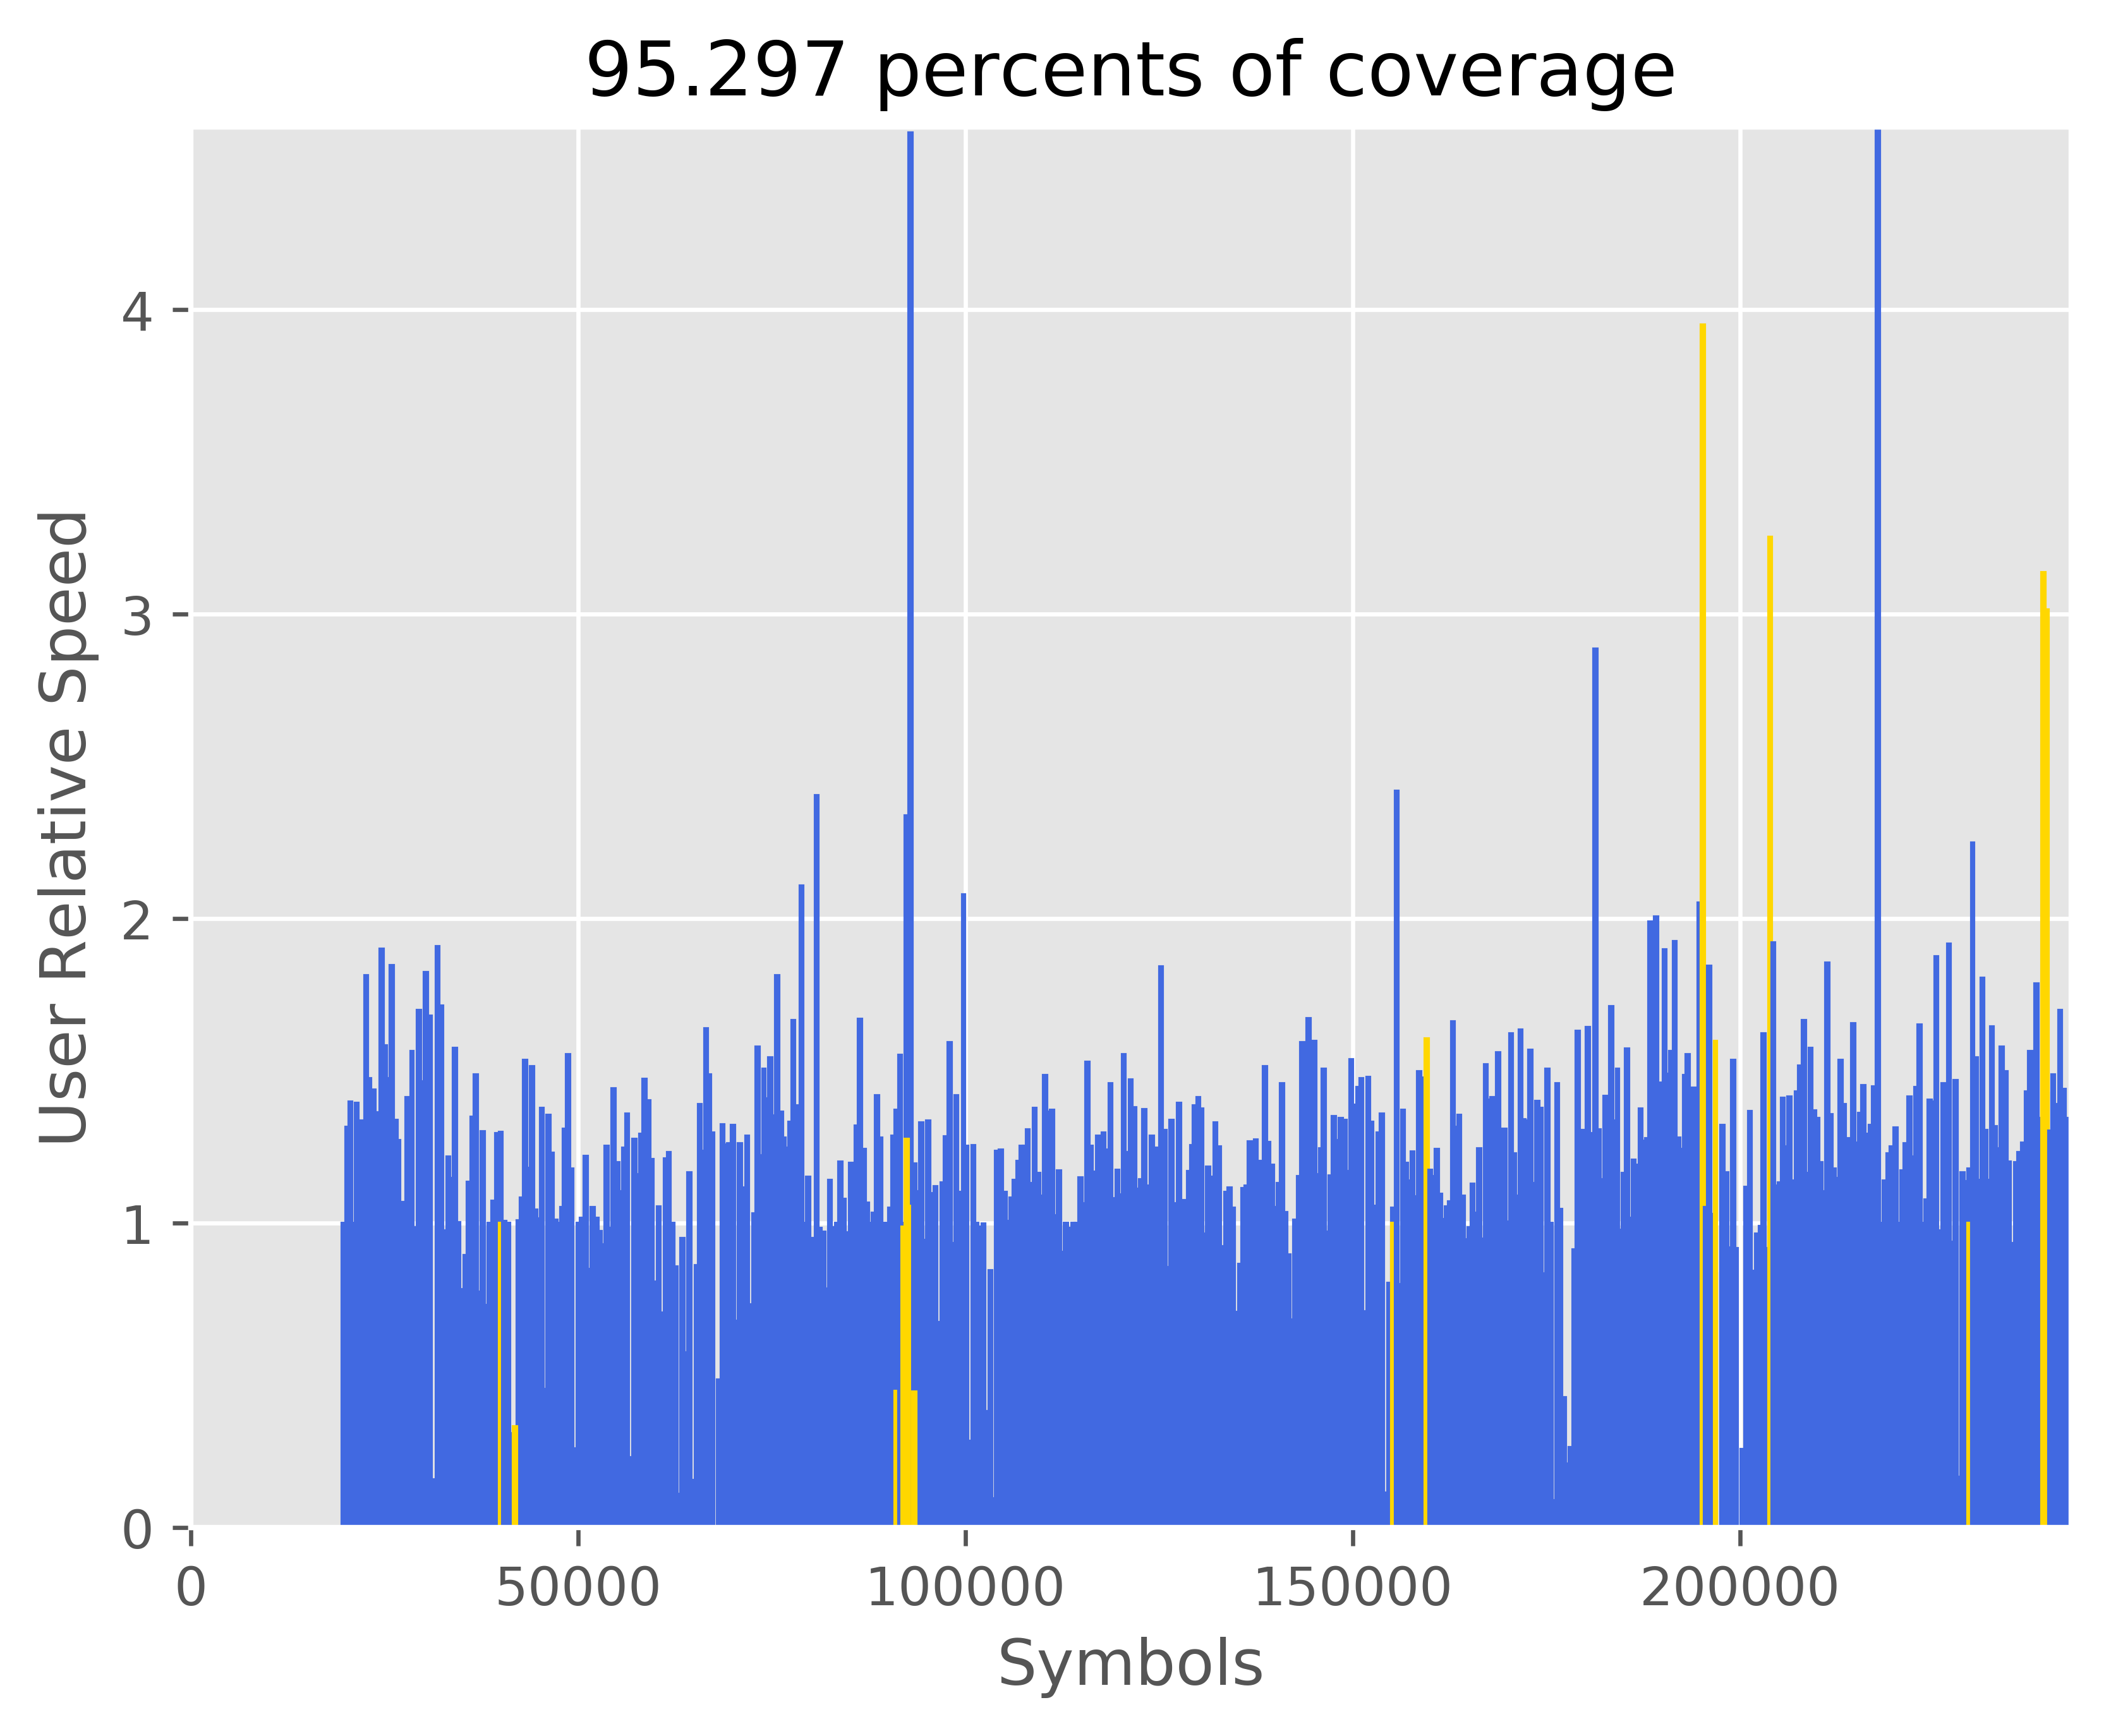 95.297 percents of coverage
User Relative Speed
4
3
2
1
0
0 50000 100000 150000 200000
Symbols